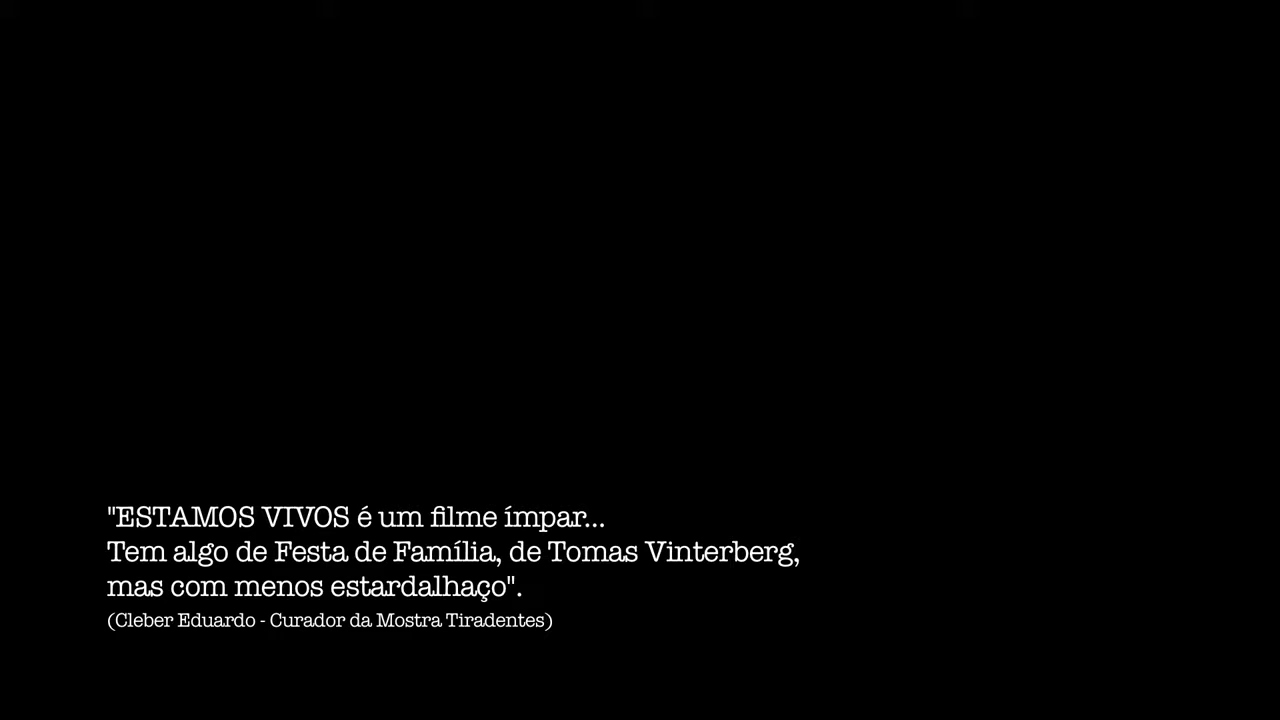 "ESTAMOS VIVOS é um filme ímpar...
Tem algo de Festa de Família, de Tomas Vinterberg,
mas com menos estardalhaço".
(Cleber Eduardo - Curador da Mostra Tiradentes)